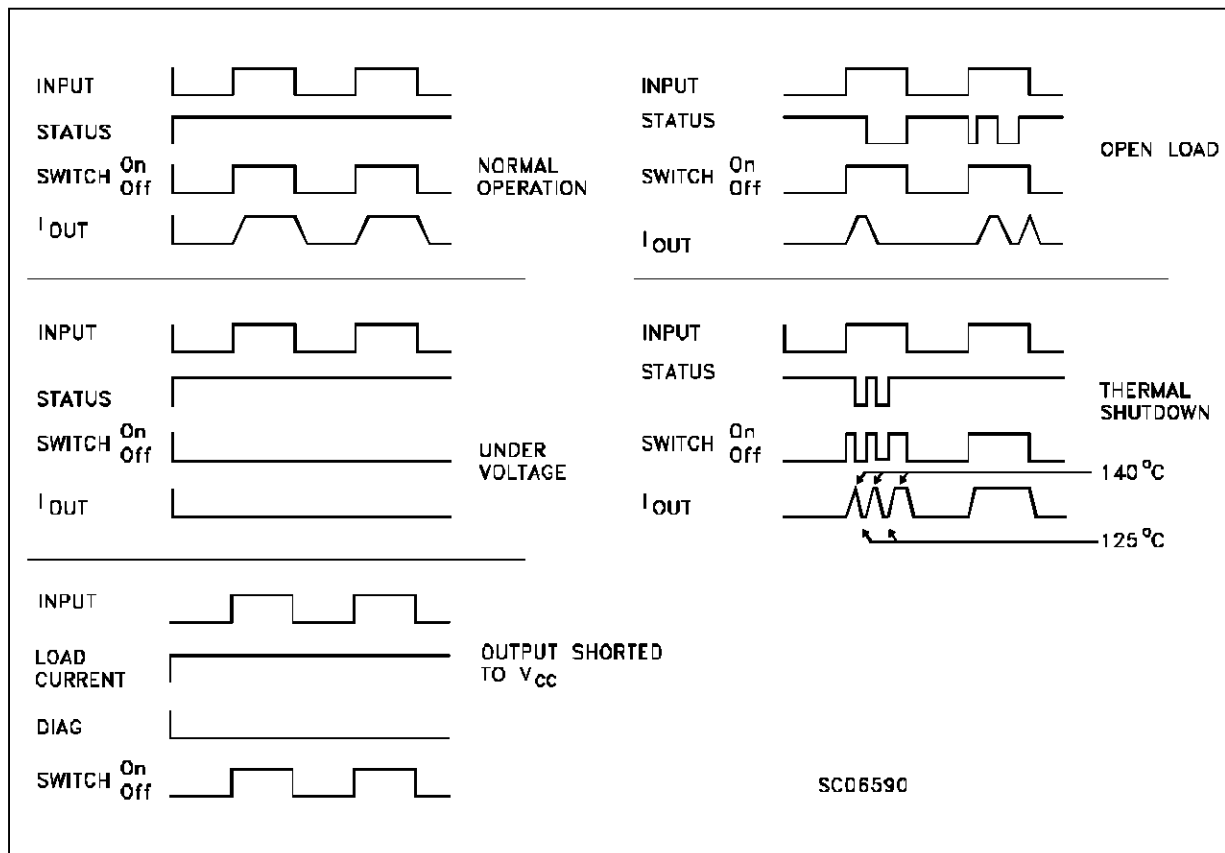 INPUT
STATUS
SWITCH On
Off
I OUT
NORMAL
OPERATION
INPUT
STATUS
SWITCH On
Off
I OUT
OPEN LOAD
INPUT
STATUS
SWITCH On
Off
I OUT
UNDER
VOLTAGE
INPUT
STATUS
SWITCH On
Off
I OUT
THERMAL
SHUTDOWN
140 °C
125 °C
INPUT
LOAD
CURRENT
DIAG
SWITCH On
Off
OUTPUT SHORTED
TO VCC
SC06590